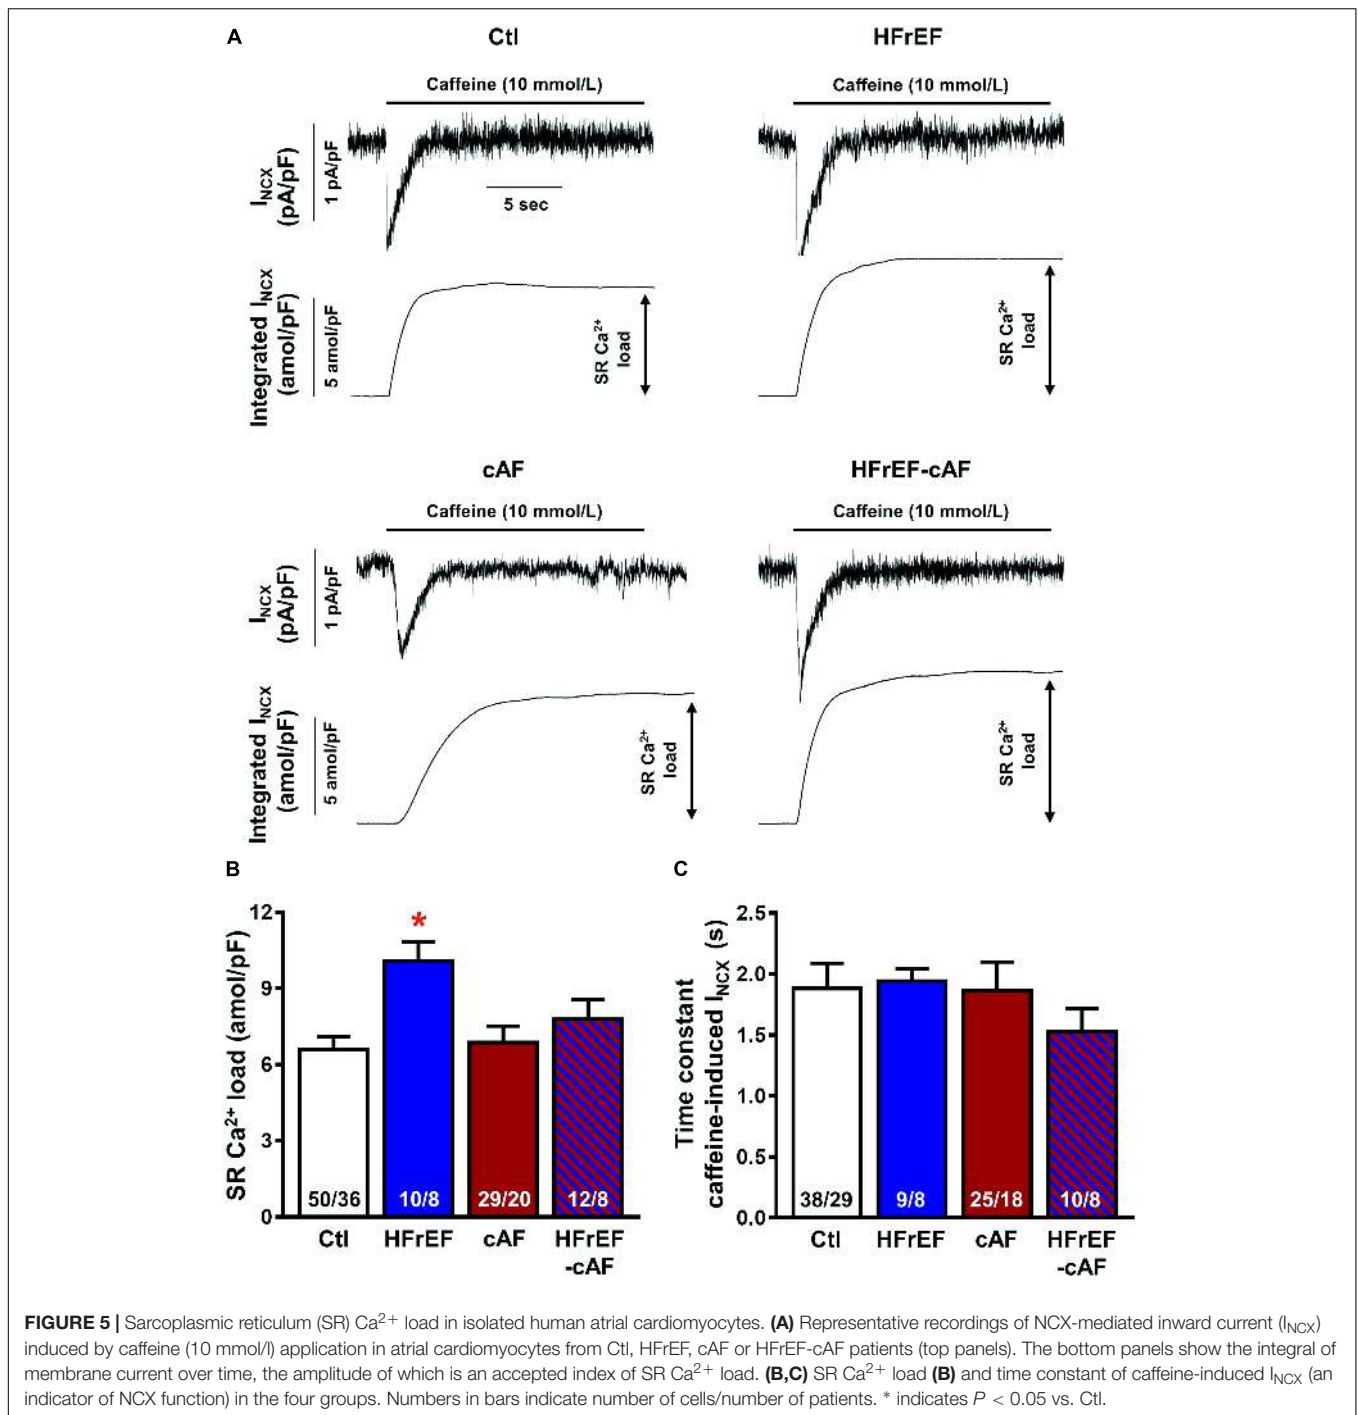 A
Ctl
HFrEF
Caffeine (10 mmol/L)
Caffeine (10 mmol/L)
I_NCX
(pA/pF)
1 pA/pF
5 sec
Integrated I_NCX
(amol/pF)
5 amol/pF
SR Ca²⁺
load
SR Ca²⁺
load
cAF
HFrEF-cAF
Caffeine (10 mmol/L)
Caffeine (10 mmol/L)
I_NCX
(pA/pF)
1 pA/pF
Integrated I_NCX
(amol/pF)
5 amol/pF
SR Ca²⁺
load
SR Ca²⁺
load
B
SR Ca²⁺ load (amol/pF)
12
9
6
3
0
*
50/36
10/8
29/20
12/8
Ctl
HFrEF
cAF
HFrEF
-cAF
C
Time constant
caffeine-induced I_NCX (s)
2.5
2.0
1.5
1.0
0.5
0.0
38/29
9/8
25/18
10/8
Ctl
HFrEF
cAF
HFrEF
-cAF
FIGURE 5 | Sarcoplasmic reticulum (SR) Ca²⁺ load in isolated human atrial cardiomyocytes. (A) Representative recordings of NCX-mediated inward current (I_NCX)
induced by caffeine (10 mmol/l) application in atrial cardiomyocytes from Ctl, HFrEF, cAF or HFrEF-cAF patients (top panels). The bottom panels show the integral of
membrane current over time, the amplitude of which is an accepted index of SR Ca²⁺ load. (B,C) SR Ca²⁺ load (B) and time constant of caffeine-induced I_NCX (an
indicator of NCX function) in the four groups. Numbers in bars indicate number of cells/number of patients. * indicates P < 0.05 vs. Ctl.